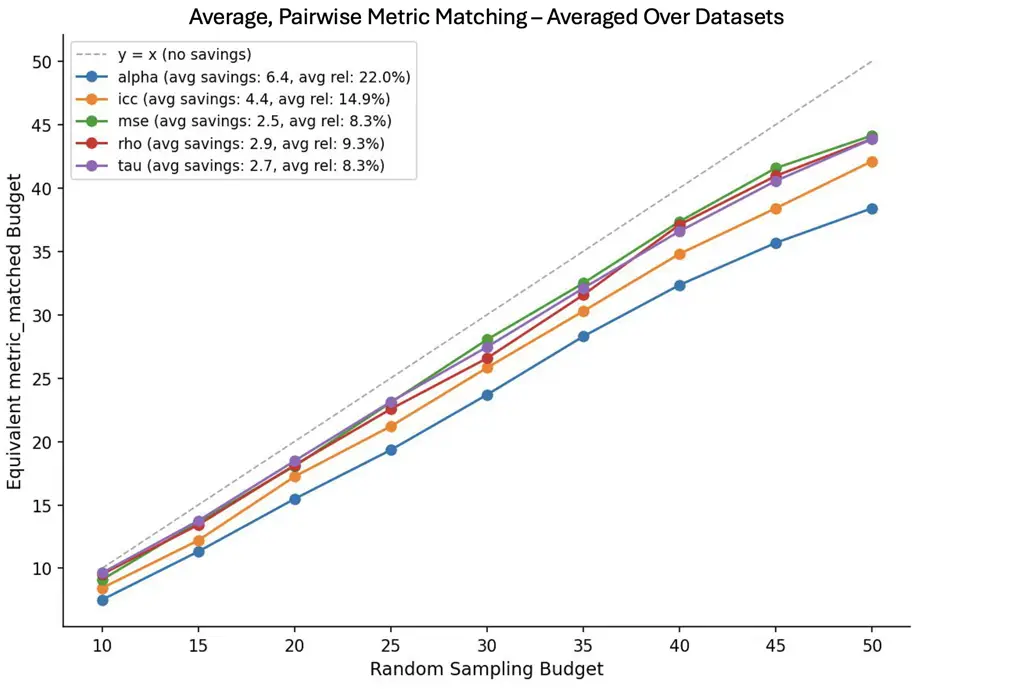 Average, Pairwise Metric Matching – Averaged Over Datasets
y = x (no savings)
alpha (avg savings: 6.4, avg rel: 22.0%)
icc (avg savings: 4.4, avg rel: 14.9%)
mse (avg savings: 2.5, avg rel: 8.3%)
rho (avg savings: 2.9, avg rel: 9.3%)
tau (avg savings: 2.7, avg rel: 8.3%)
Equivalent metric_matched Budget
50
45
40
35
30
25
20
15
10
10 15 20 25 30 35 40 45 50
Random Sampling Budget